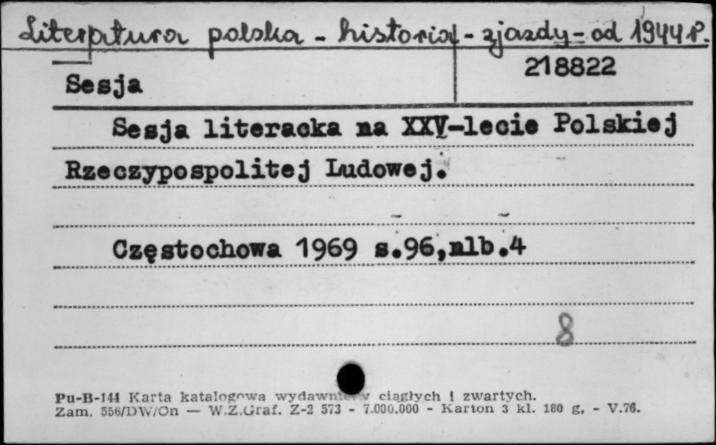 Literatura polska - historia - zjazdy - od 1944 r.
218822
Sesja
Sesja literacka na XXV-lecie Polskiej
Rzeczypospolitej Ludowej.
Częstochowa 1969 s.96,nlb.4
8
Pu-B-144 Karta katalogowa wydawnictw ciągłych i zwartych.
Zam. 556/DW/On — W.Z.Graf. Z-2 573 - 7.000.000 - Karton 3 kl. 180 g. - V.76.